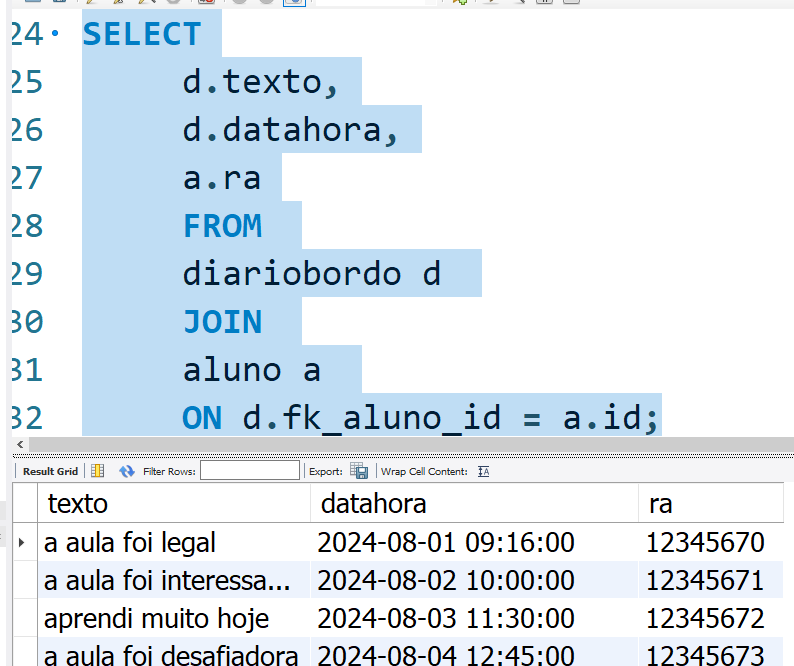 24 SELECT
25 d.texto,
26 d.datahora,
27 a.ra
28 FROM
29 diariobordo d
30 JOIN
31 aluno a
32 ON d.fk_aluno_id = a.id;
Result Grid Filter Rows: Export: Wrap Cell Content:
texto datahora ra
a aula foi legal 2024-08-01 09:16:00 12345670
a aula foi interessa... 2024-08-02 10:00:00 12345671
aprendi muito hoje 2024-08-03 11:30:00 12345672
a aula foi desafiadora 2024-08-04 12:45:00 12345673